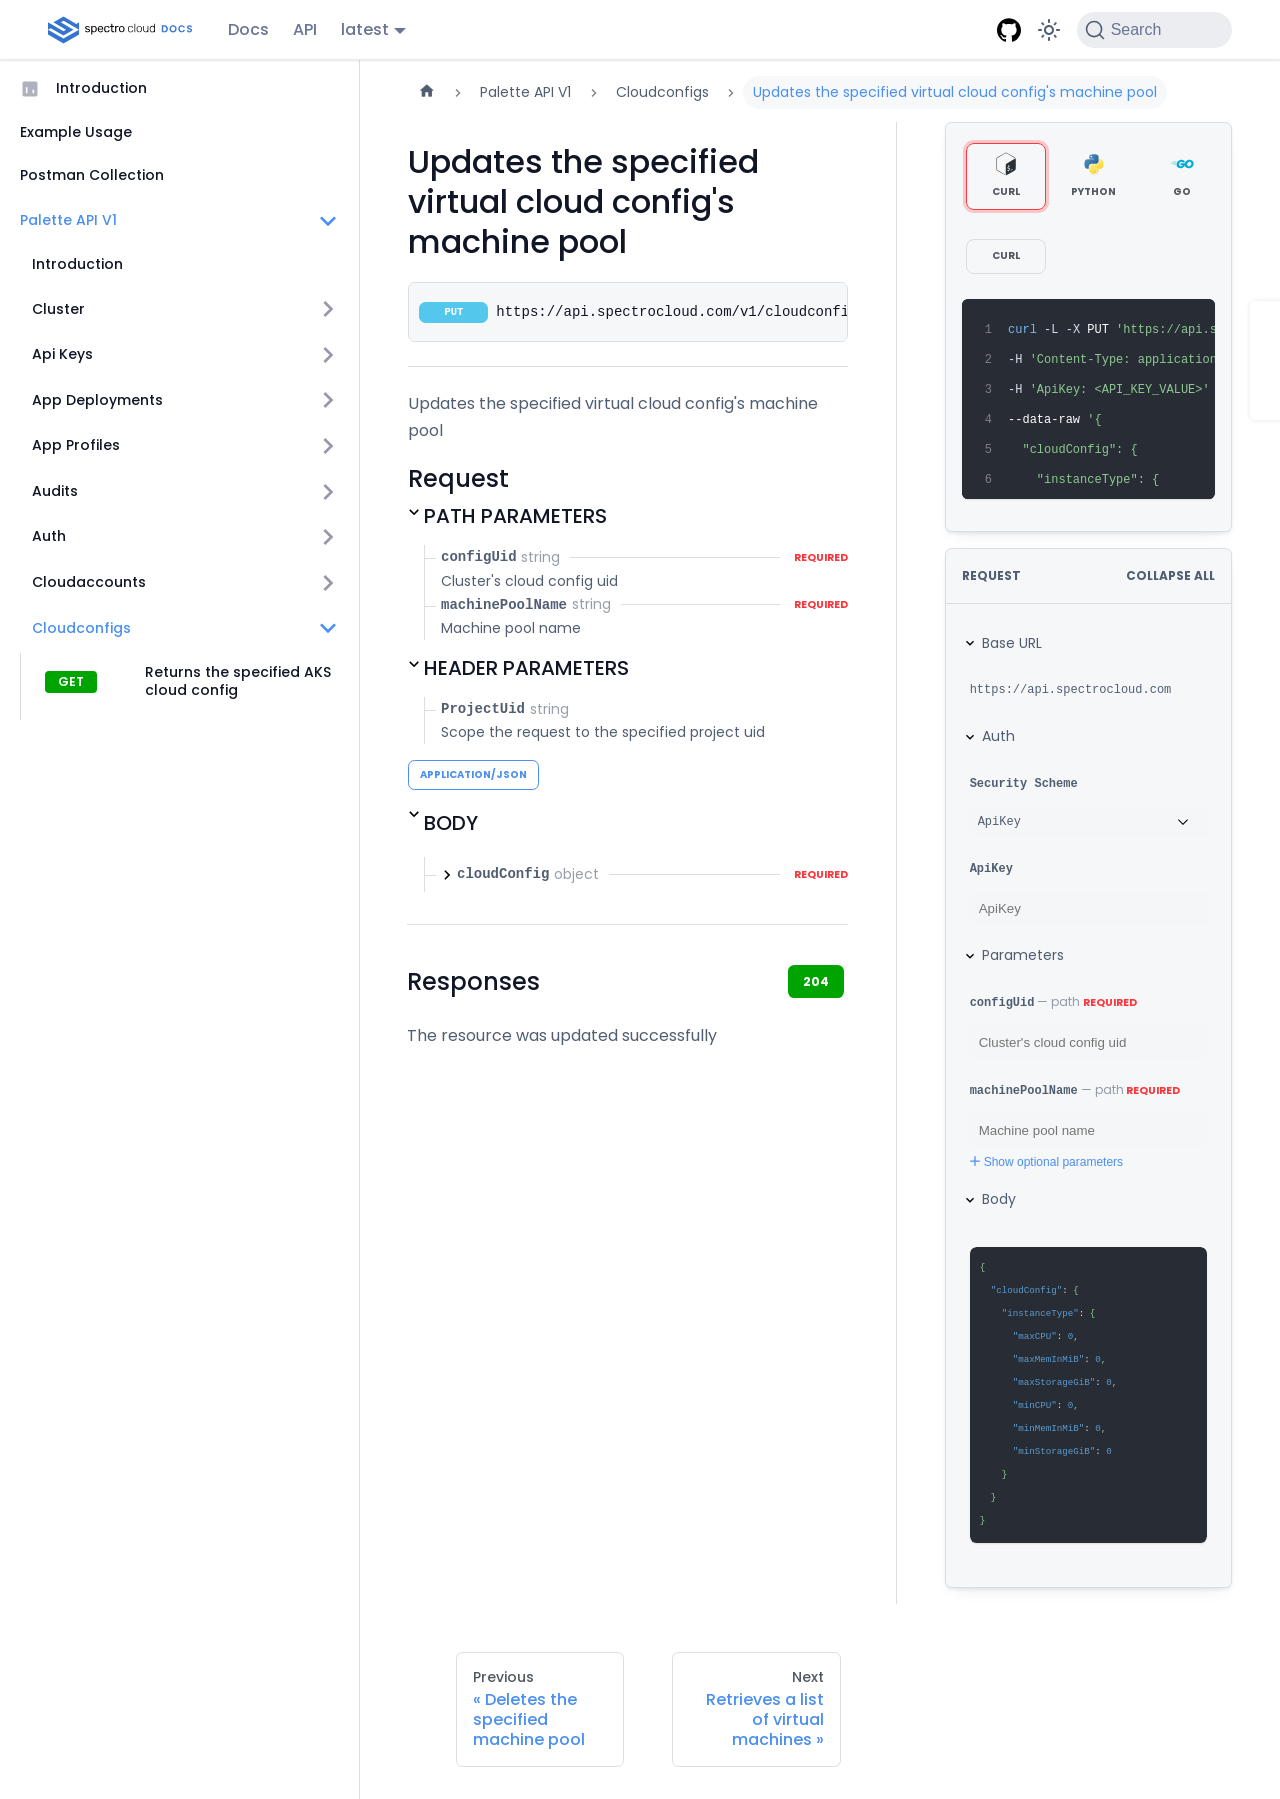 spectro cloud DOCS
Docs
API
latest
Search
Introduction
Example Usage
Postman Collection
Palette API V1
Introduction
Cluster
Api Keys
App Deployments
App Profiles
Audits
Auth
Cloudaccounts
Cloudconfigs
GET
Returns the specified AKS
cloud config
Palette API V1
Cloudconfigs
Updates the specified virtual cloud config's machine pool
Updates the specified
virtual cloud config's
machine pool
PUT
https://api.spectrocloud.com/v1/cloudconfi
Updates the specified virtual cloud config's machine
pool
Request
PATH PARAMETERS
configUid string REQUIRED
Cluster's cloud config uid
machinePoolName string REQUIRED
Machine pool name
HEADER PARAMETERS
ProjectUid string
Scope the request to the specified project uid
APPLICATION/JSON
BODY
cloudConfig object REQUIRED
Responses
204
The resource was updated successfully
CURL
PYTHON
GO
CURL
1 curl -L -X PUT 'https://api.s
2 -H 'Content-Type: application
3 -H 'ApiKey: <API_KEY_VALUE>'
4 --data-raw '{
5 "cloudConfig": {
6 "instanceType": {
REQUEST
COLLAPSE ALL
Base URL
https://api.spectrocloud.com
Auth
Security Scheme
ApiKey
ApiKey
ApiKey
Parameters
configUid — path REQUIRED
Cluster's cloud config uid
machinePoolName — path REQUIRED
Machine pool name
Show optional parameters
Body
{
"cloudConfig": {
"instanceType": {
"maxCPU": 0,
"maxMemInMiB": 0,
"maxStorageGiB": 0,
"minCPU": 0,
"minMemInMiB": 0,
"minStorageGiB": 0
}
}
}
Previous
« Deletes the
specified
machine pool
Next
Retrieves a list
of virtual
machines »